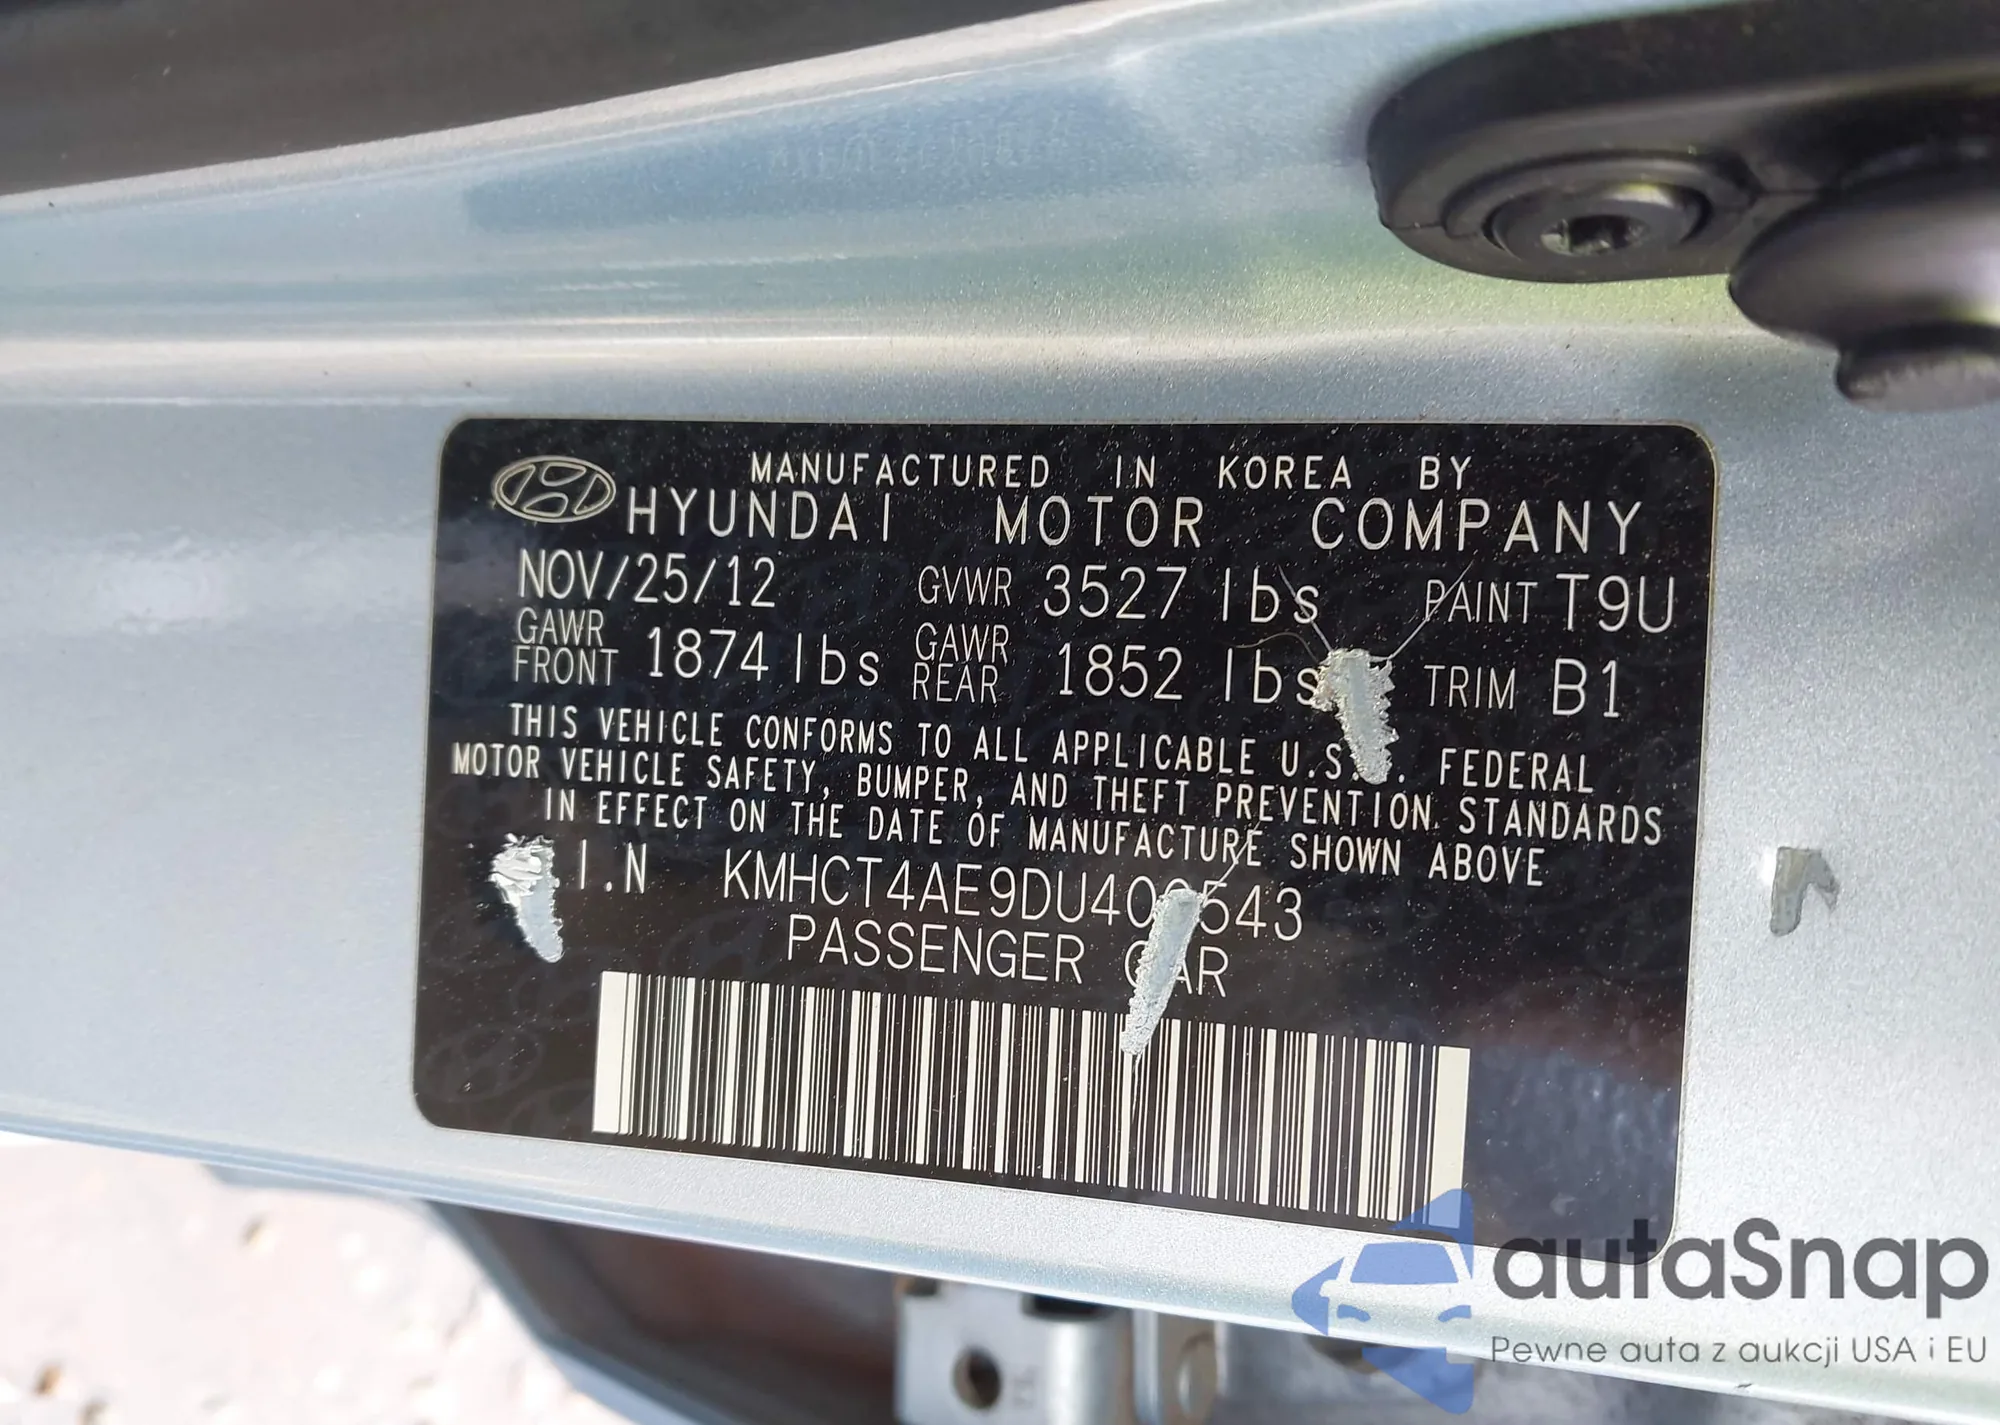 MANUFACTURED IN KOREA BY
HYUNDAI MOTOR COMPANY
NOV/25/12 GVWR 3527 lbs PAINT T9U
GAWR FRONT 1874 lbs GAWR REAR 1852 lbs TRIM B1
THIS VEHICLE CONFORMS TO ALL APPLICABLE U.S. FEDERAL
MOTOR VEHICLE SAFETY, BUMPER, AND THEFT PREVENTION STANDARDS
IN EFFECT ON THE DATE OF MANUFACTURE SHOWN ABOVE
I.N KMHCT4AE9DU400543
PASSENGER CAR
autaSnap
Pewne auta z aukcji USA i EU